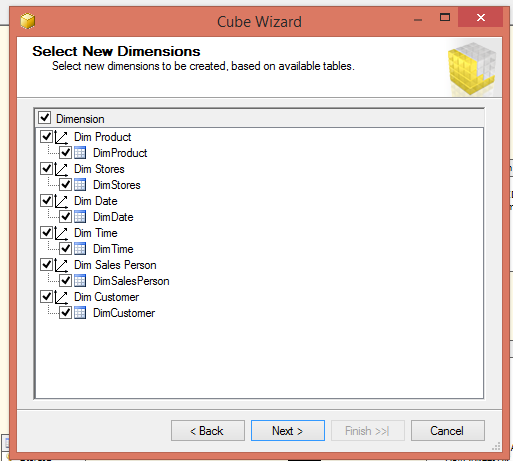 Cube Wizard
Select New Dimensions
Select new dimensions to be created, based on available tables.
Dimension
Dim Product
DimProduct
Dim Stores
DimStores
Dim Date
DimDate
Dim Time
DimTime
Dim Sales Person
DimSalesPerson
Dim Customer
DimCustomer
< Back Next > Finish >>| Cancel